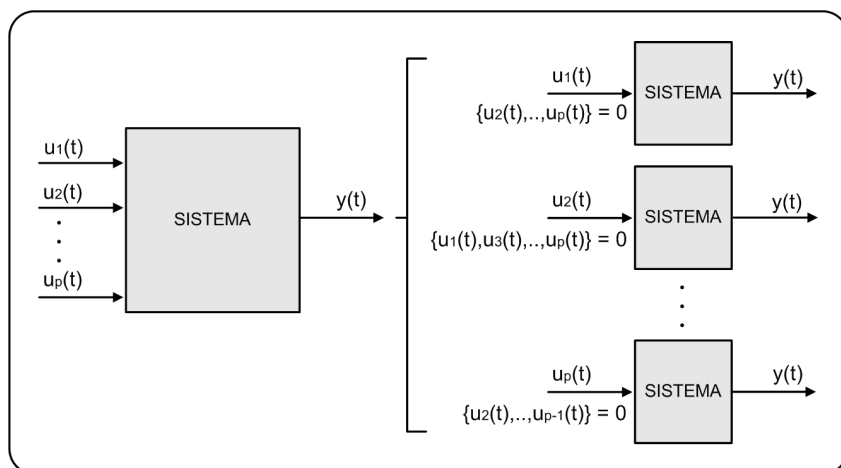 u1(t)
u2(t)
up(t)
SISTEMA
y(t)
u1(t)
{u2(t),..,up(t)} = 0
SISTEMA
y(t)
u2(t)
{u1(t),u3(t),..,up(t)} = 0
SISTEMA
y(t)
up(t)
{u2(t),..,up-1(t)} = 0
SISTEMA
y(t)